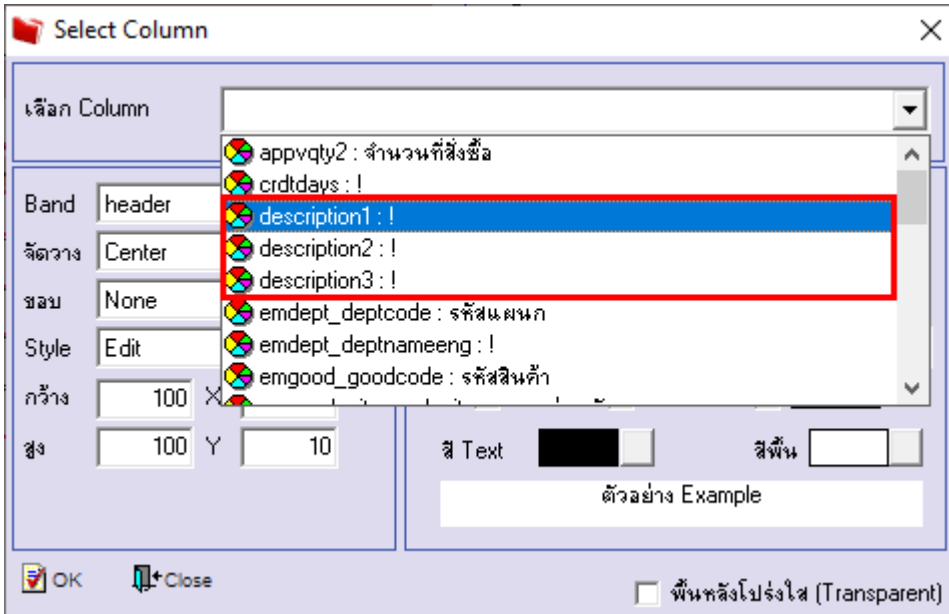 Select Column
เลือก Column
appvqty2 : จำนวนที่สั่งซื้อ
crdtdays : !
description1 : !
description2 : !
description3 : !
emdept_deptcode : รหัสแผนก
emdept_deptnameeng : !
emgood_goodcode : รหัสสินค้า
Band header
จัดวาง Center
ขอบ None
Style Edit
กว้าง 100 X
สูง 100 Y 10
สี Text
สีพื้น
ตัวอย่าง Example
OK
Close
พื้นหลังโปร่งใส (Transparent)